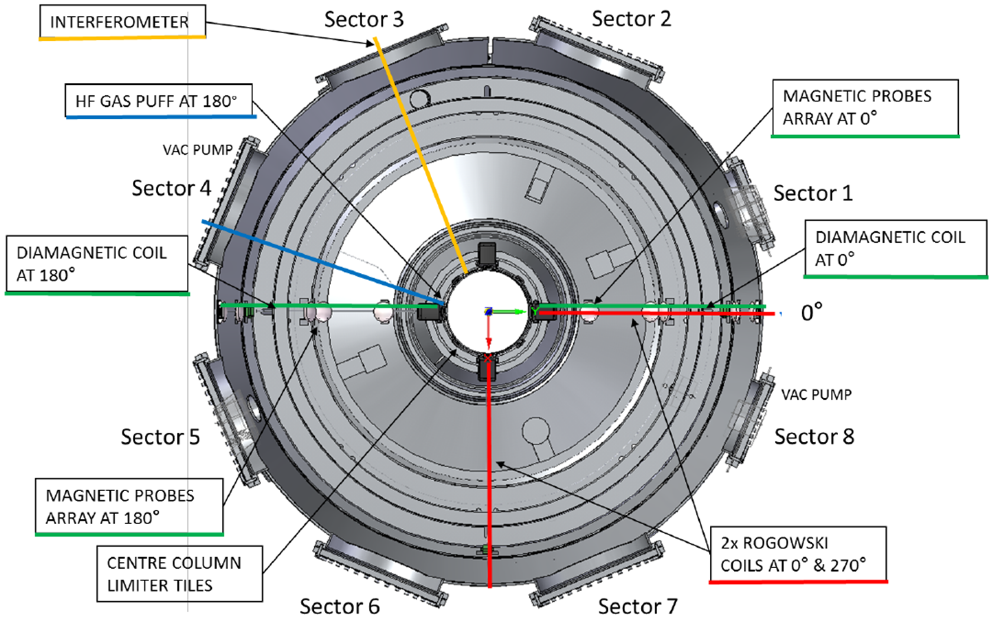 INTERFEROMETER
Sector 3
Sector 2
HF GAS PUFF AT 180°
MAGNETIC PROBES
ARRAY AT 0°
VAC PUMP
Sector 4
Sector 1
DIAMAGNETIC COIL
AT 180°
DIAMAGNETIC COIL
AT 0°
Y
0°
X
VAC PUMP
Sector 5
Sector 8
MAGNETIC PROBES
ARRAY AT 180°
CENTRE COLUMN
LIMITER TILES
2x ROGOWSKI
COILS AT 0° & 270°
Sector 6
Sector 7